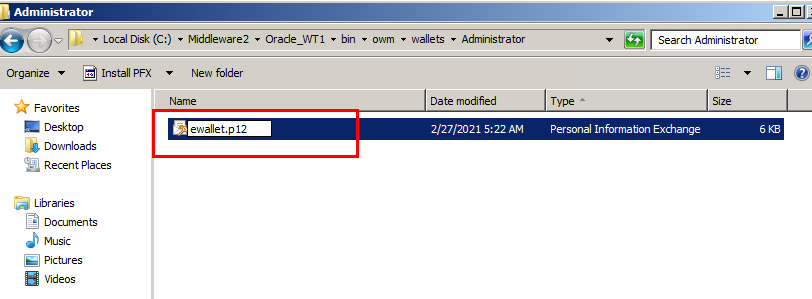 Administrator
Local Disk (C:) Middleware2 Oracle_WT1 bin owm wallets Administrator
Search Administrator
Organize Install PFX New folder
Name Date modified Type Size
ewallet.p12 2/27/2021 5:22 AM Personal Information Exchange 6 KB
Favorites
Desktop
Downloads
Recent Places
Libraries
Documents
Music
Pictures
Videos